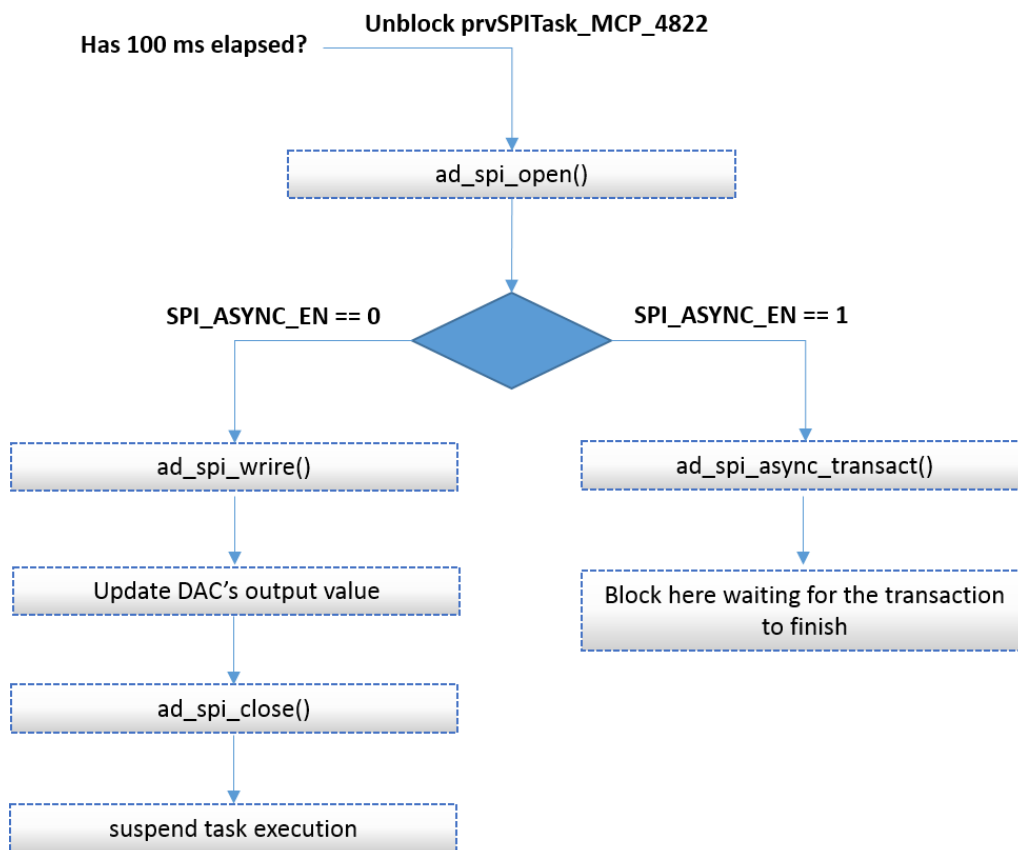 Unblock prvSPITask_MCP_4822
Has 100 ms elapsed?
ad_spi_open()
SPI_ASYNC_EN == 0
SPI_ASYNC_EN == 1
ad_spi_wrire()
ad_spi_async_transact()
Update DAC’s output value
Block here waiting for the transaction
to finish
ad_spi_close()
suspend task execution